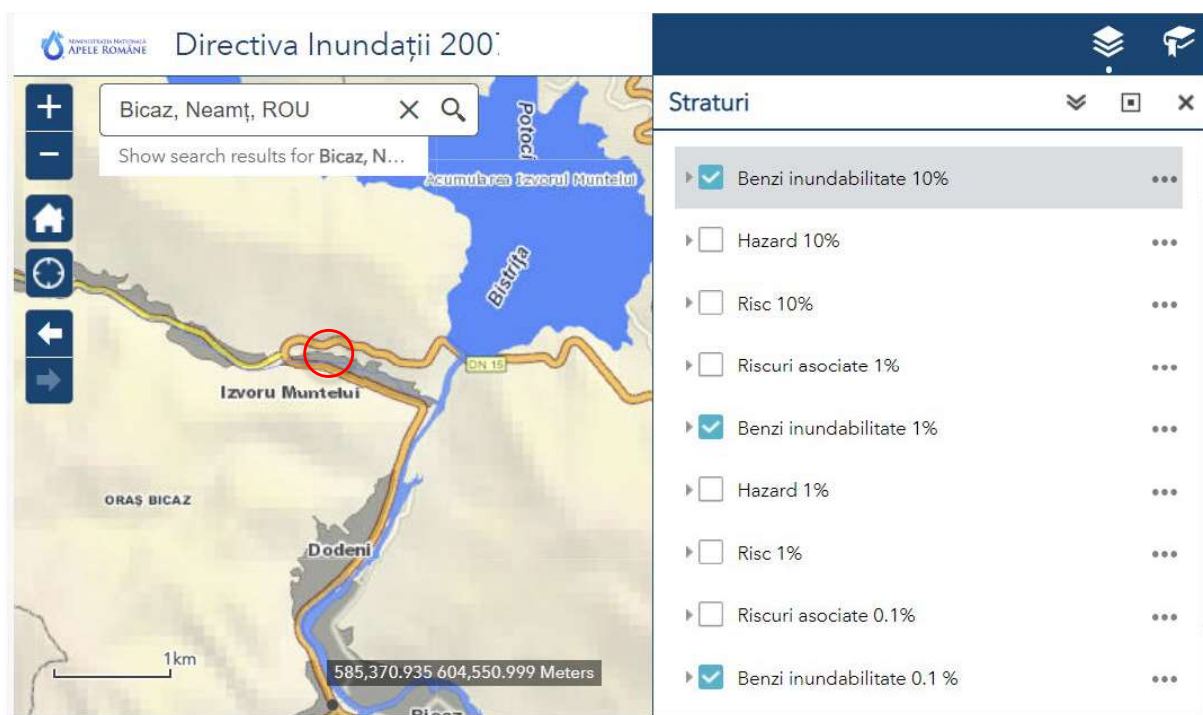 ADMINISTRAȚIA NAȚIONALĂ
APELE ROMÂNE
Directiva Inundații 2007
Bicaz, Neamț, ROU
Show search results for Bicaz, N...
Potoci
Acumularea Izvorul Muntelui
Bistrița
DN 15
Izvoru Muntelui
ORAȘ BICAZ
Dodeni
1km
585,370.935 604,550.999 Meters
Bicaz
Straturi
Benzi inundabilitate 10%
Hazard 10%
Risc 10%
Riscuri asociate 1%
Benzi inundabilitate 1%
Hazard 1%
Risc 1%
Riscuri asociate 0.1%
Benzi inundabilitate 0.1 %